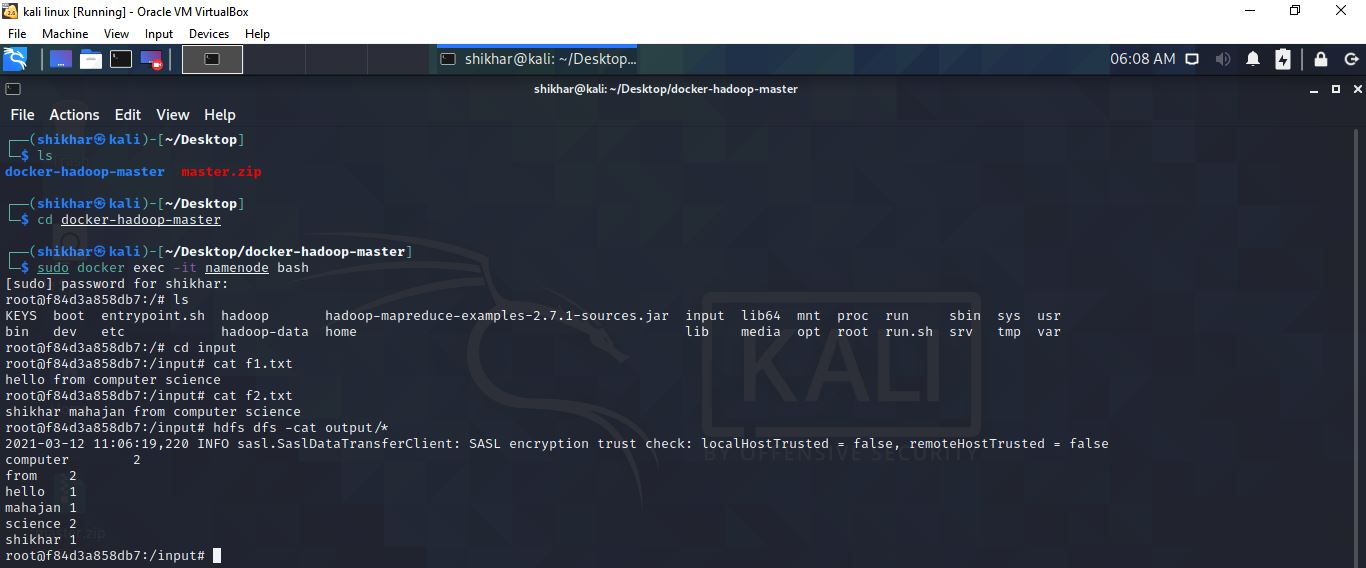 kali linux [Running] - Oracle VM VirtualBox
File Machine View Input Devices Help
shikhar@kali: ~/Desktop...
06:08 AM
shikhar@kali: ~/Desktop/docker-hadoop-master
File Actions Edit View Help
┌──(shikhar㉿kali)-[~/Desktop]
└─$ ls
docker-hadoop-master master.zip
┌──(shikhar㉿kali)-[~/Desktop]
└─$ cd docker-hadoop-master
┌──(shikhar㉿kali)-[~/Desktop/docker-hadoop-master]
└─$ sudo docker exec -it namenode bash
[sudo] password for shikhar:
root@f84d3a858db7:/# ls
KEYS boot entrypoint.sh hadoop hadoop-mapreduce-examples-2.7.1-sources.jar input lib64 mnt proc run sbin sys usr
bin dev etc hadoop-data home lib media opt root run.sh srv tmp var
root@f84d3a858db7:/# cd input
root@f84d3a858db7:/input# cat f1.txt
hello from computer science
root@f84d3a858db7:/input# cat f2.txt
shikhar mahajan from computer science
root@f84d3a858db7:/input# hdfs dfs -cat output/*
2021-03-12 11:06:19,220 INFO sasl.SaslDataTransferClient: SASL encryption trust check: localHostTrusted = false, remoteHostTrusted = false
computer 2
from 2
hello 1
mahajan 1
science 2
shikhar 1
root@f84d3a858db7:/input#
KALI
BY OFFENSIVE SECURITY